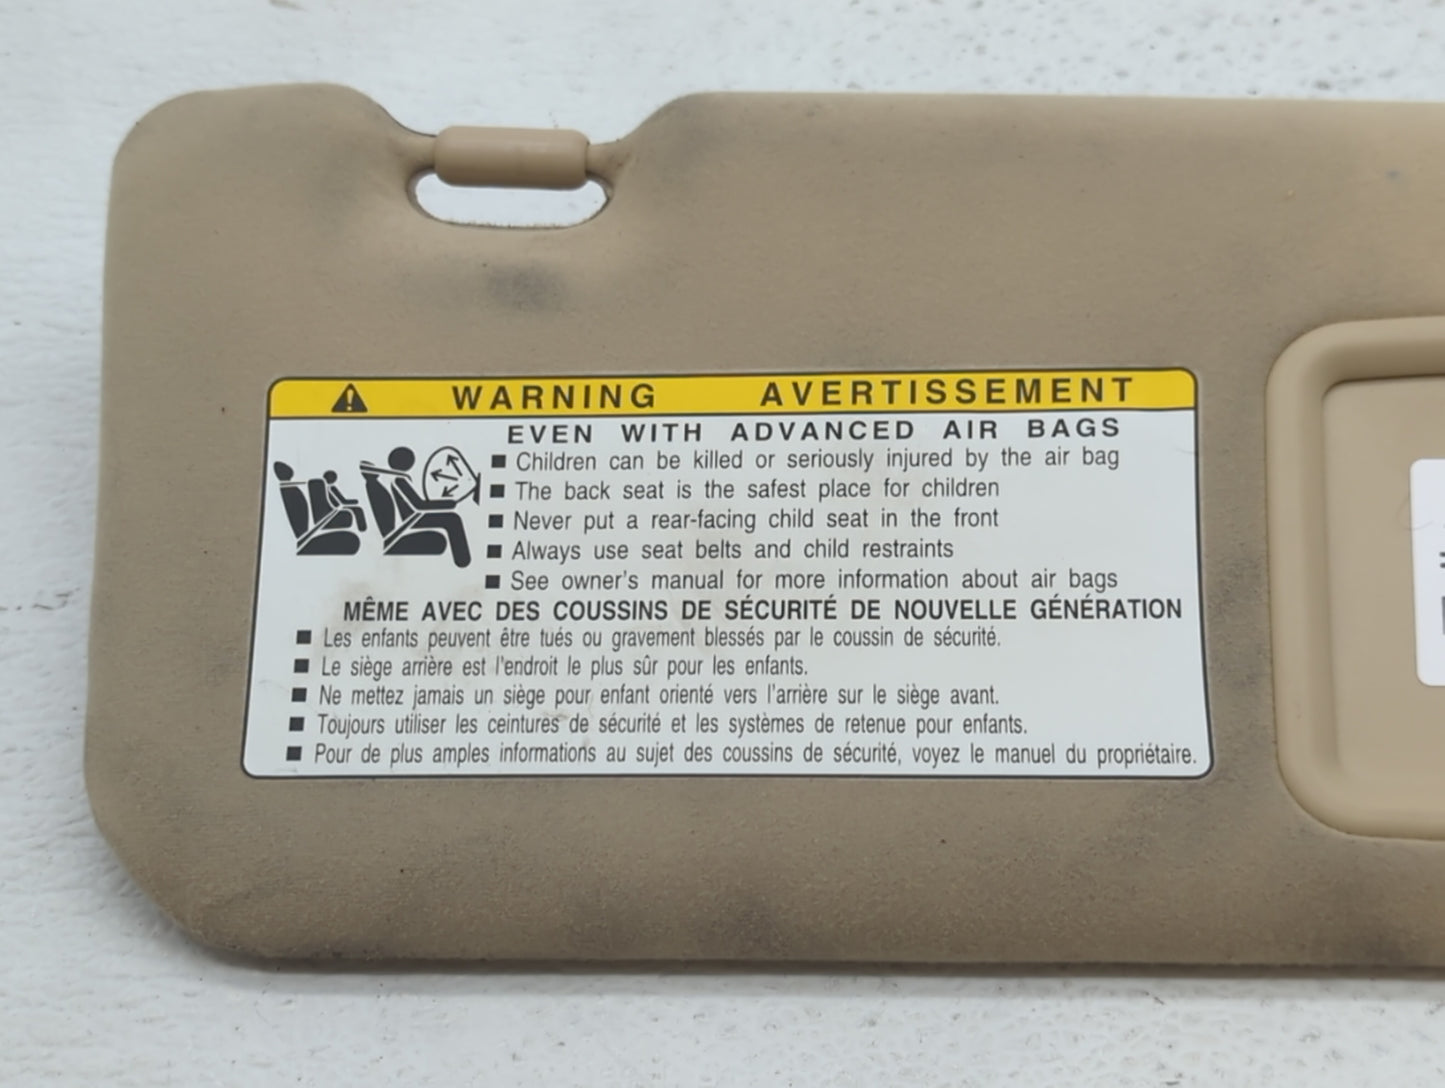 WARNING AVERTISSEMENT
EVEN WITH ADVANCED AIR BAGS
■ Children can be killed or seriously injured by the air bag
■ The back seat is the safest place for children
■ Never put a rear-facing child seat in the front
■ Always use seat belts and child restraints
■ See owner's manual for more information about air bags
MÊME AVEC DES COUSSINS DE SÉCURITÉ DE NOUVELLE GÉNÉRATION
■ Les enfants peuvent être tués ou gravement blessés par le coussin de sécurité.
■ Le siège arrière est l'endroit le plus sûr pour les enfants.
■ Ne mettez jamais un siège pour enfant orienté vers l'arrière sur le siège avant.
■ Toujours utiliser les ceintures de sécurité et les systèmes de retenue pour enfants.
■ Pour de plus amples informations au sujet des coussins de sécurité, voyez le manuel du propriétaire.